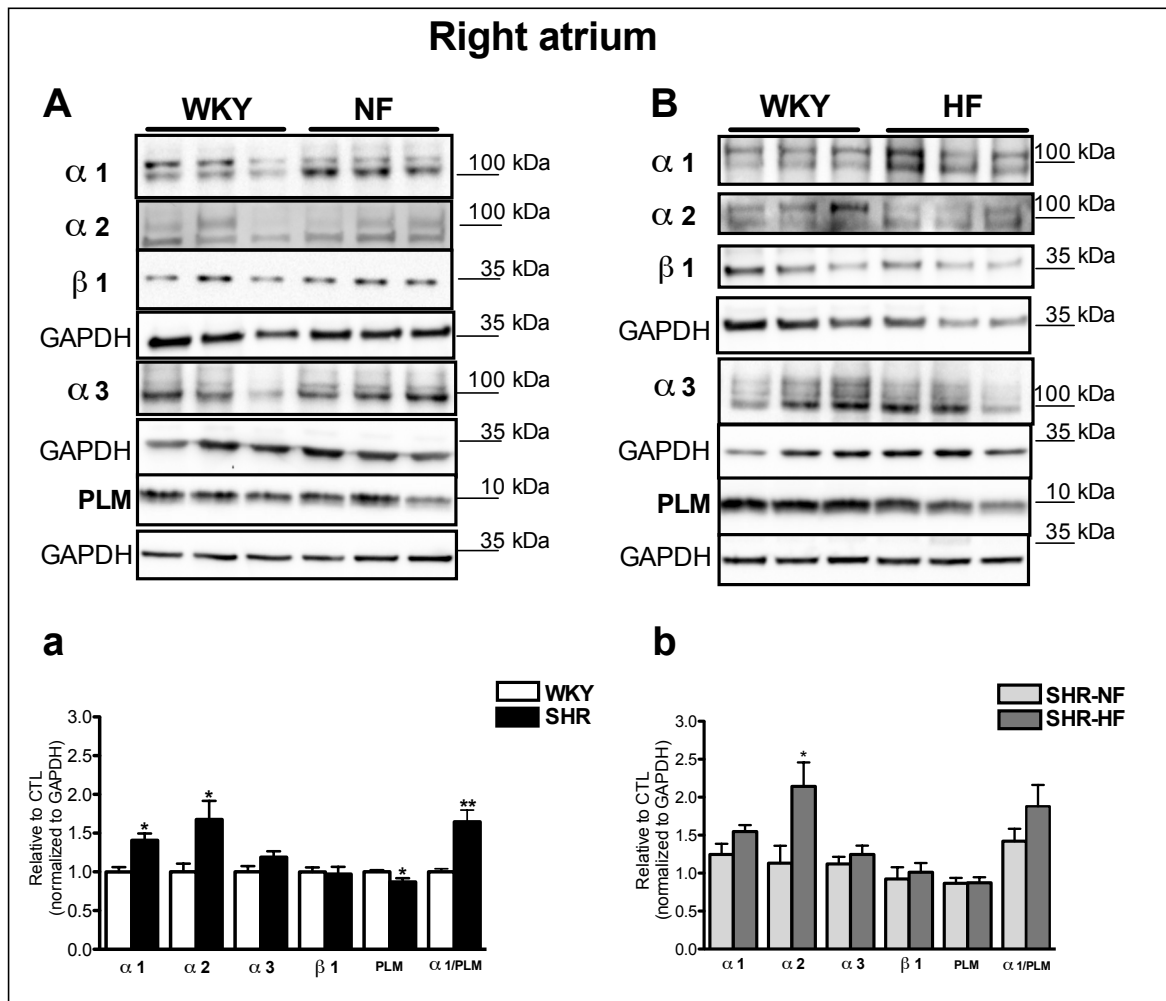 Right atrium
A
WKY NF
α 1 100 kDa
α 2 100 kDa
β 1 35 kDa
GAPDH 35 kDa
α 3 100 kDa
GAPDH 35 kDa
PLM 10 kDa
GAPDH 35 kDa
B
WKY HF
α 1 100 kDa
α 2 100 kDa
β 1 35 kDa
GAPDH 35 kDa
α 3 100 kDa
GAPDH 35 kDa
PLM 10 kDa
GAPDH 35 kDa
a
WKY
SHR
Relative to CTL
(normalized to GAPDH)
3.0
2.5
2.0
1.5
1.0
0.5
0.0
* * * **
α 1 α 2 α 3 β 1 PLM α 1/PLM
b
SHR-NF
SHR-HF
Relative to CTL
(normalized to GAPDH)
3.0
2.5
2.0
1.5
1.0
0.5
0.0
*
α 1 α 2 α 3 β 1 PLM α 1/PLM